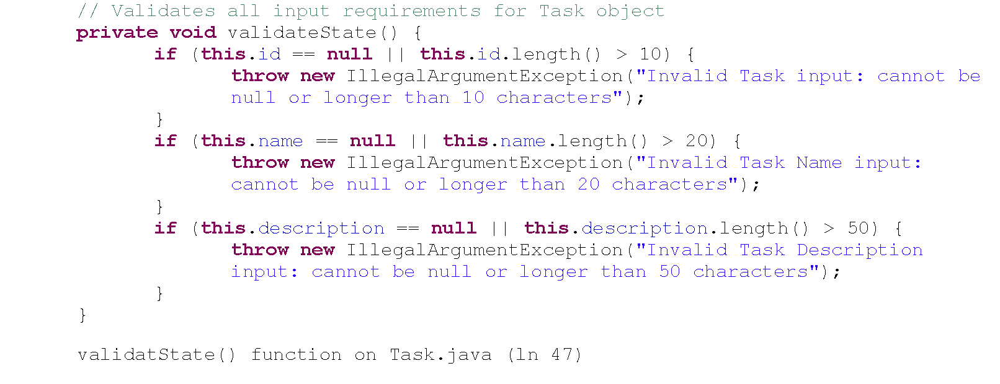 // Validates all input requirements for Task object
private void validateState() {
if (this.id == null || this.id.length() > 10) {
throw new IllegalArgumentException("Invalid Task input: cannot be
null or longer than 10 characters");
}
if (this.name == null || this.name.length() > 20) {
throw new IllegalArgumentException("Invalid Task Name input:
cannot be null or longer than 20 characters");
}
if (this.description == null || this.description.length() > 50) {
throw new IllegalArgumentException("Invalid Task Description
input: cannot be null or longer than 50 characters");
}
}
validatState() function on Task.java (ln 47)